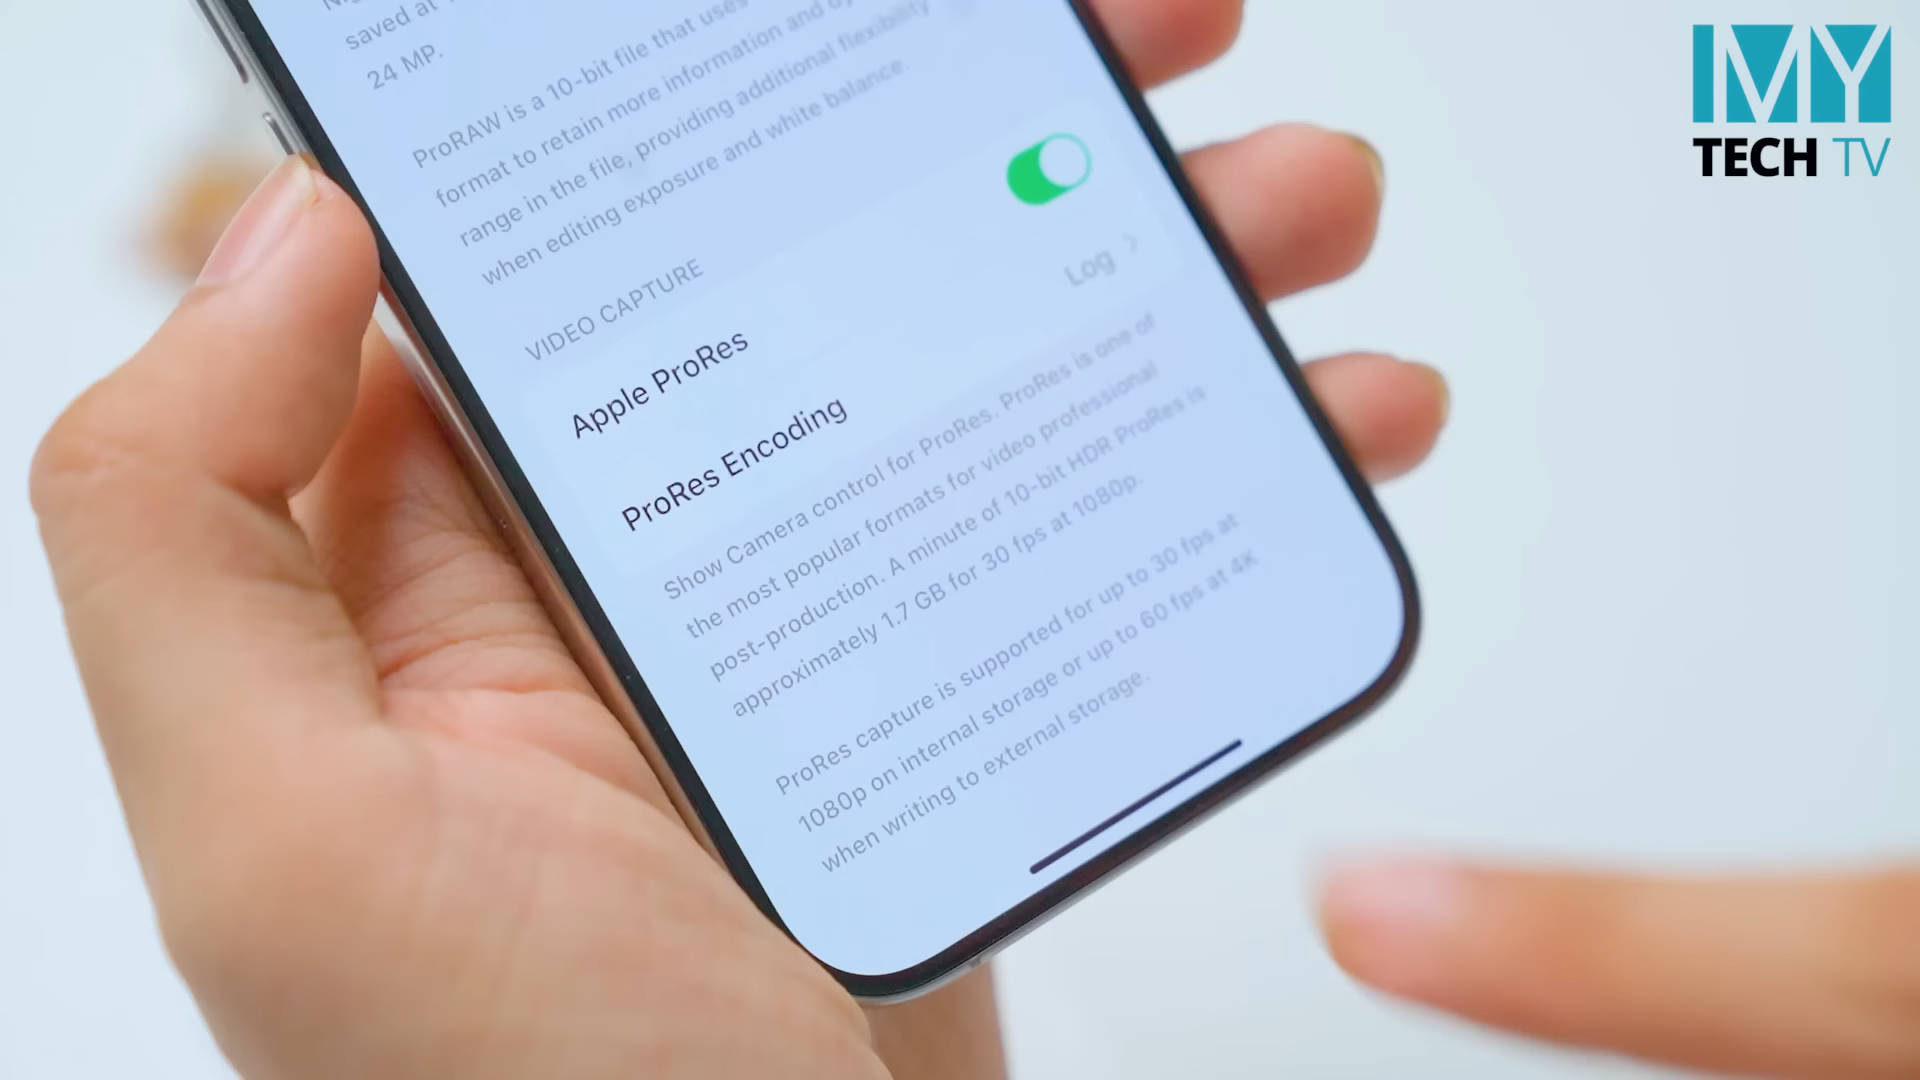 saved at
24 MP.
ProRAW is a 10-bit file that uses
format to retain more information and
range in the file, providing additional flexibility
when editing exposure and white balance.
VIDEO CAPTURE
Apple ProRes
ProRes Encoding
Log
Show Camera control for ProRes. ProRes is one of
the most popular formats for video professional
post-production. A minute of 10-bit HDR ProRes is
approximately 1.7 GB for 30 fps at 1080p.
ProRes capture is supported for up to 30 fps at
1080p on internal storage or up to 60 fps at 4K
when writing to external storage.
IMY
TECH TV